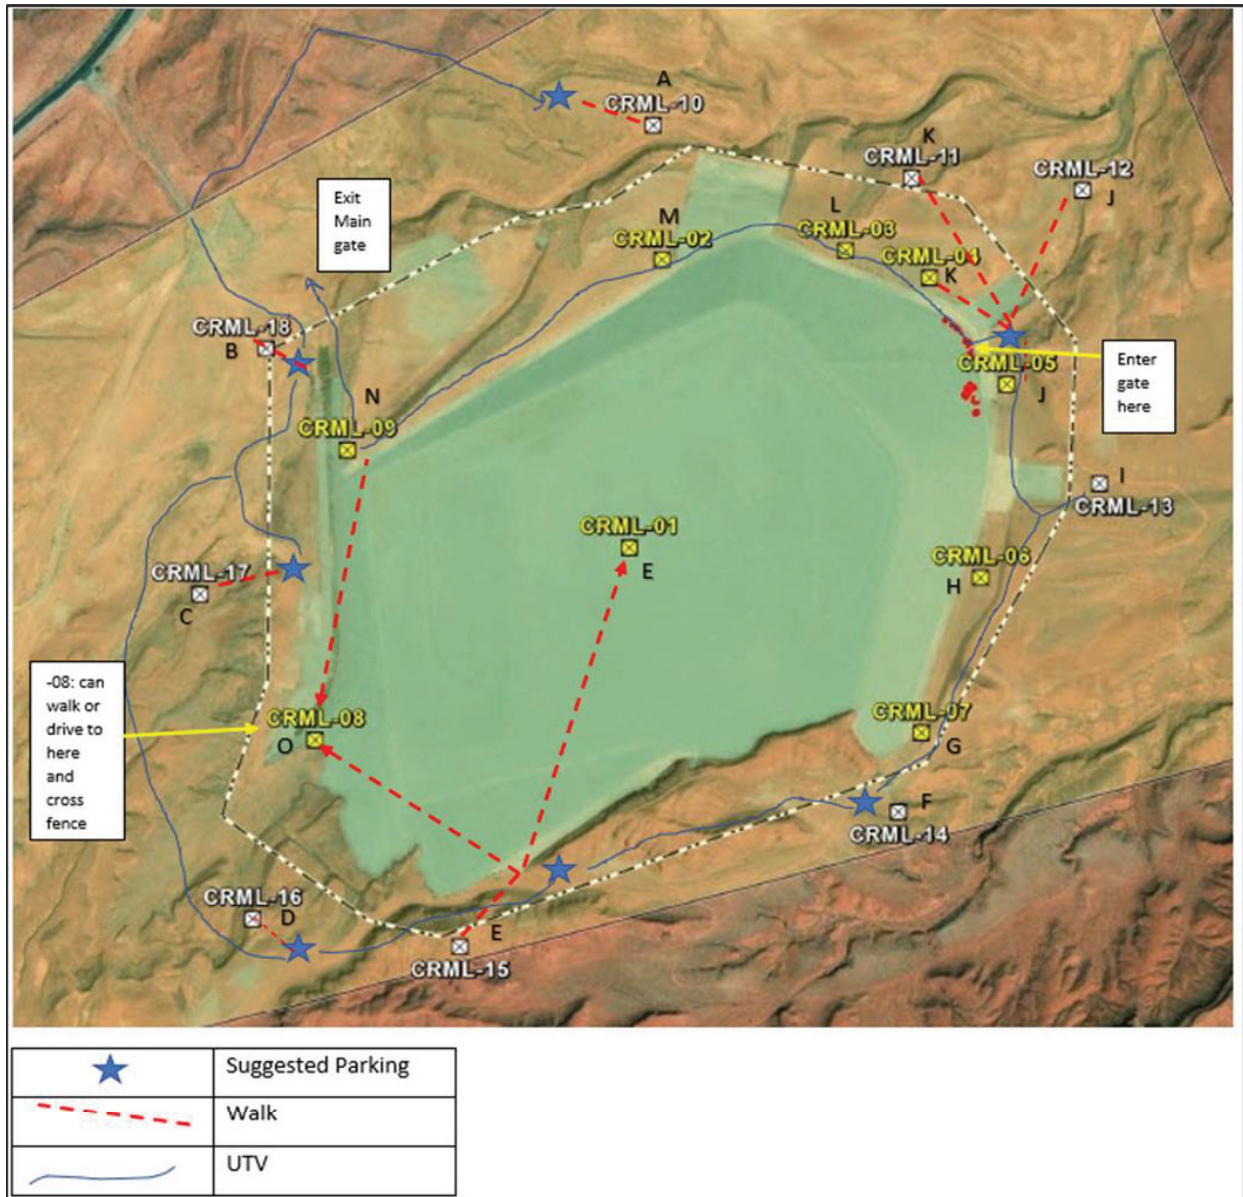 A
CRML-10
K
CRML-11
CRML-12
J
Exit
Main
gate
M
CRML-02
L
CRML-03
CRML-04
K
CRML-18
B
CRML-05
J
Enter
gate
here
N
CRML-09
I
CRML-13
CRML-01
E
CRML-06
H
CRML-17
C
-08: can
walk or
drive to
here
and
cross
fence
CRML-08
O
CRML-07
G
F
CRML-14
CRML-16
D
E
CRML-15
Suggested Parking
Walk
UTV